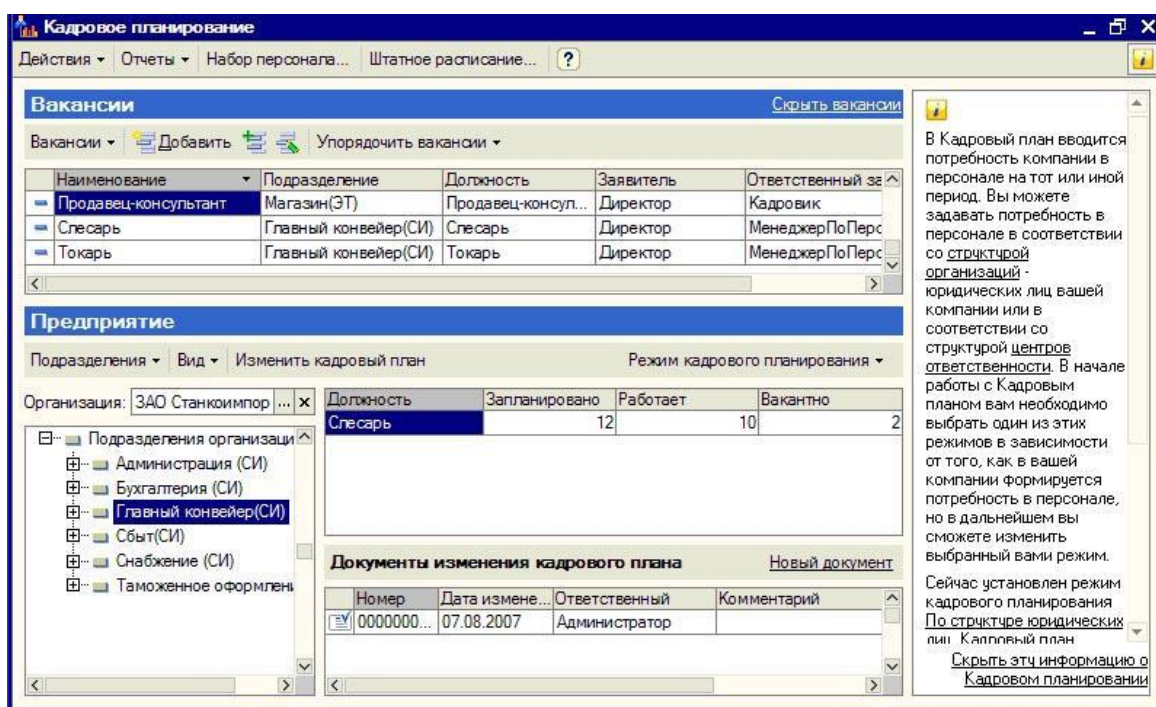 Кадровое планирование
Действия Отчеты Набор персонала... Штатное расписание... ?
Вакансии Скрыть вакансии
Вакансии Добавить Упорядочить вакансии
Наименование Подразделение Должность Заявитель Ответственный за
Продавец-консультант Магазин(ЭТ) Продавец-консул... Директор Кадровик
Слесарь Главный конвейер(СИ) Слесарь Директор МенеджерПоПерс
Токарь Главный конвейер(СИ) Токарь Директор МенеджерПоПерс
Предприятие
Подразделения Вид Изменить кадровый план Режим кадрового планирования
Организация: ЗАО Станкоимпор ... x
Подразделения организаци
Администрация (СИ)
Бухгалтерия (СИ)
Главный конвейер(СИ)
Сбыт(СИ)
Снабжение (СИ)
Таможенное оформлен
Должность Запланировано Работает Вакантно
Слесарь 12 10 2
Документы изменения кадрового плана Новый документ
Номер Дата измене... Ответственный Комментарий
0000000... 07.08.2007 Администратор
В Кадровый план вводится
потребность компании в
персонале на тот или иной
период. Вы можете
задавать потребность в
персонале в соответствии
со структурой
организаций -
юридических лиц вашей
компании или в
соответствии со
структурой центров
ответственности. В начале
работы с Кадровым
планом вам необходимо
выбрать один из этих
режимов в зависимости
от того, как в вашей
компании формируется
потребность в персонале,
но в дальнейшем вы
сможете изменить
выбранный вами режим.
Сейчас установлен режим
кадрового планирования
По структуре юридических
лиц. Кадровый план
Скрыть эту информацию о
Кадровом планировании